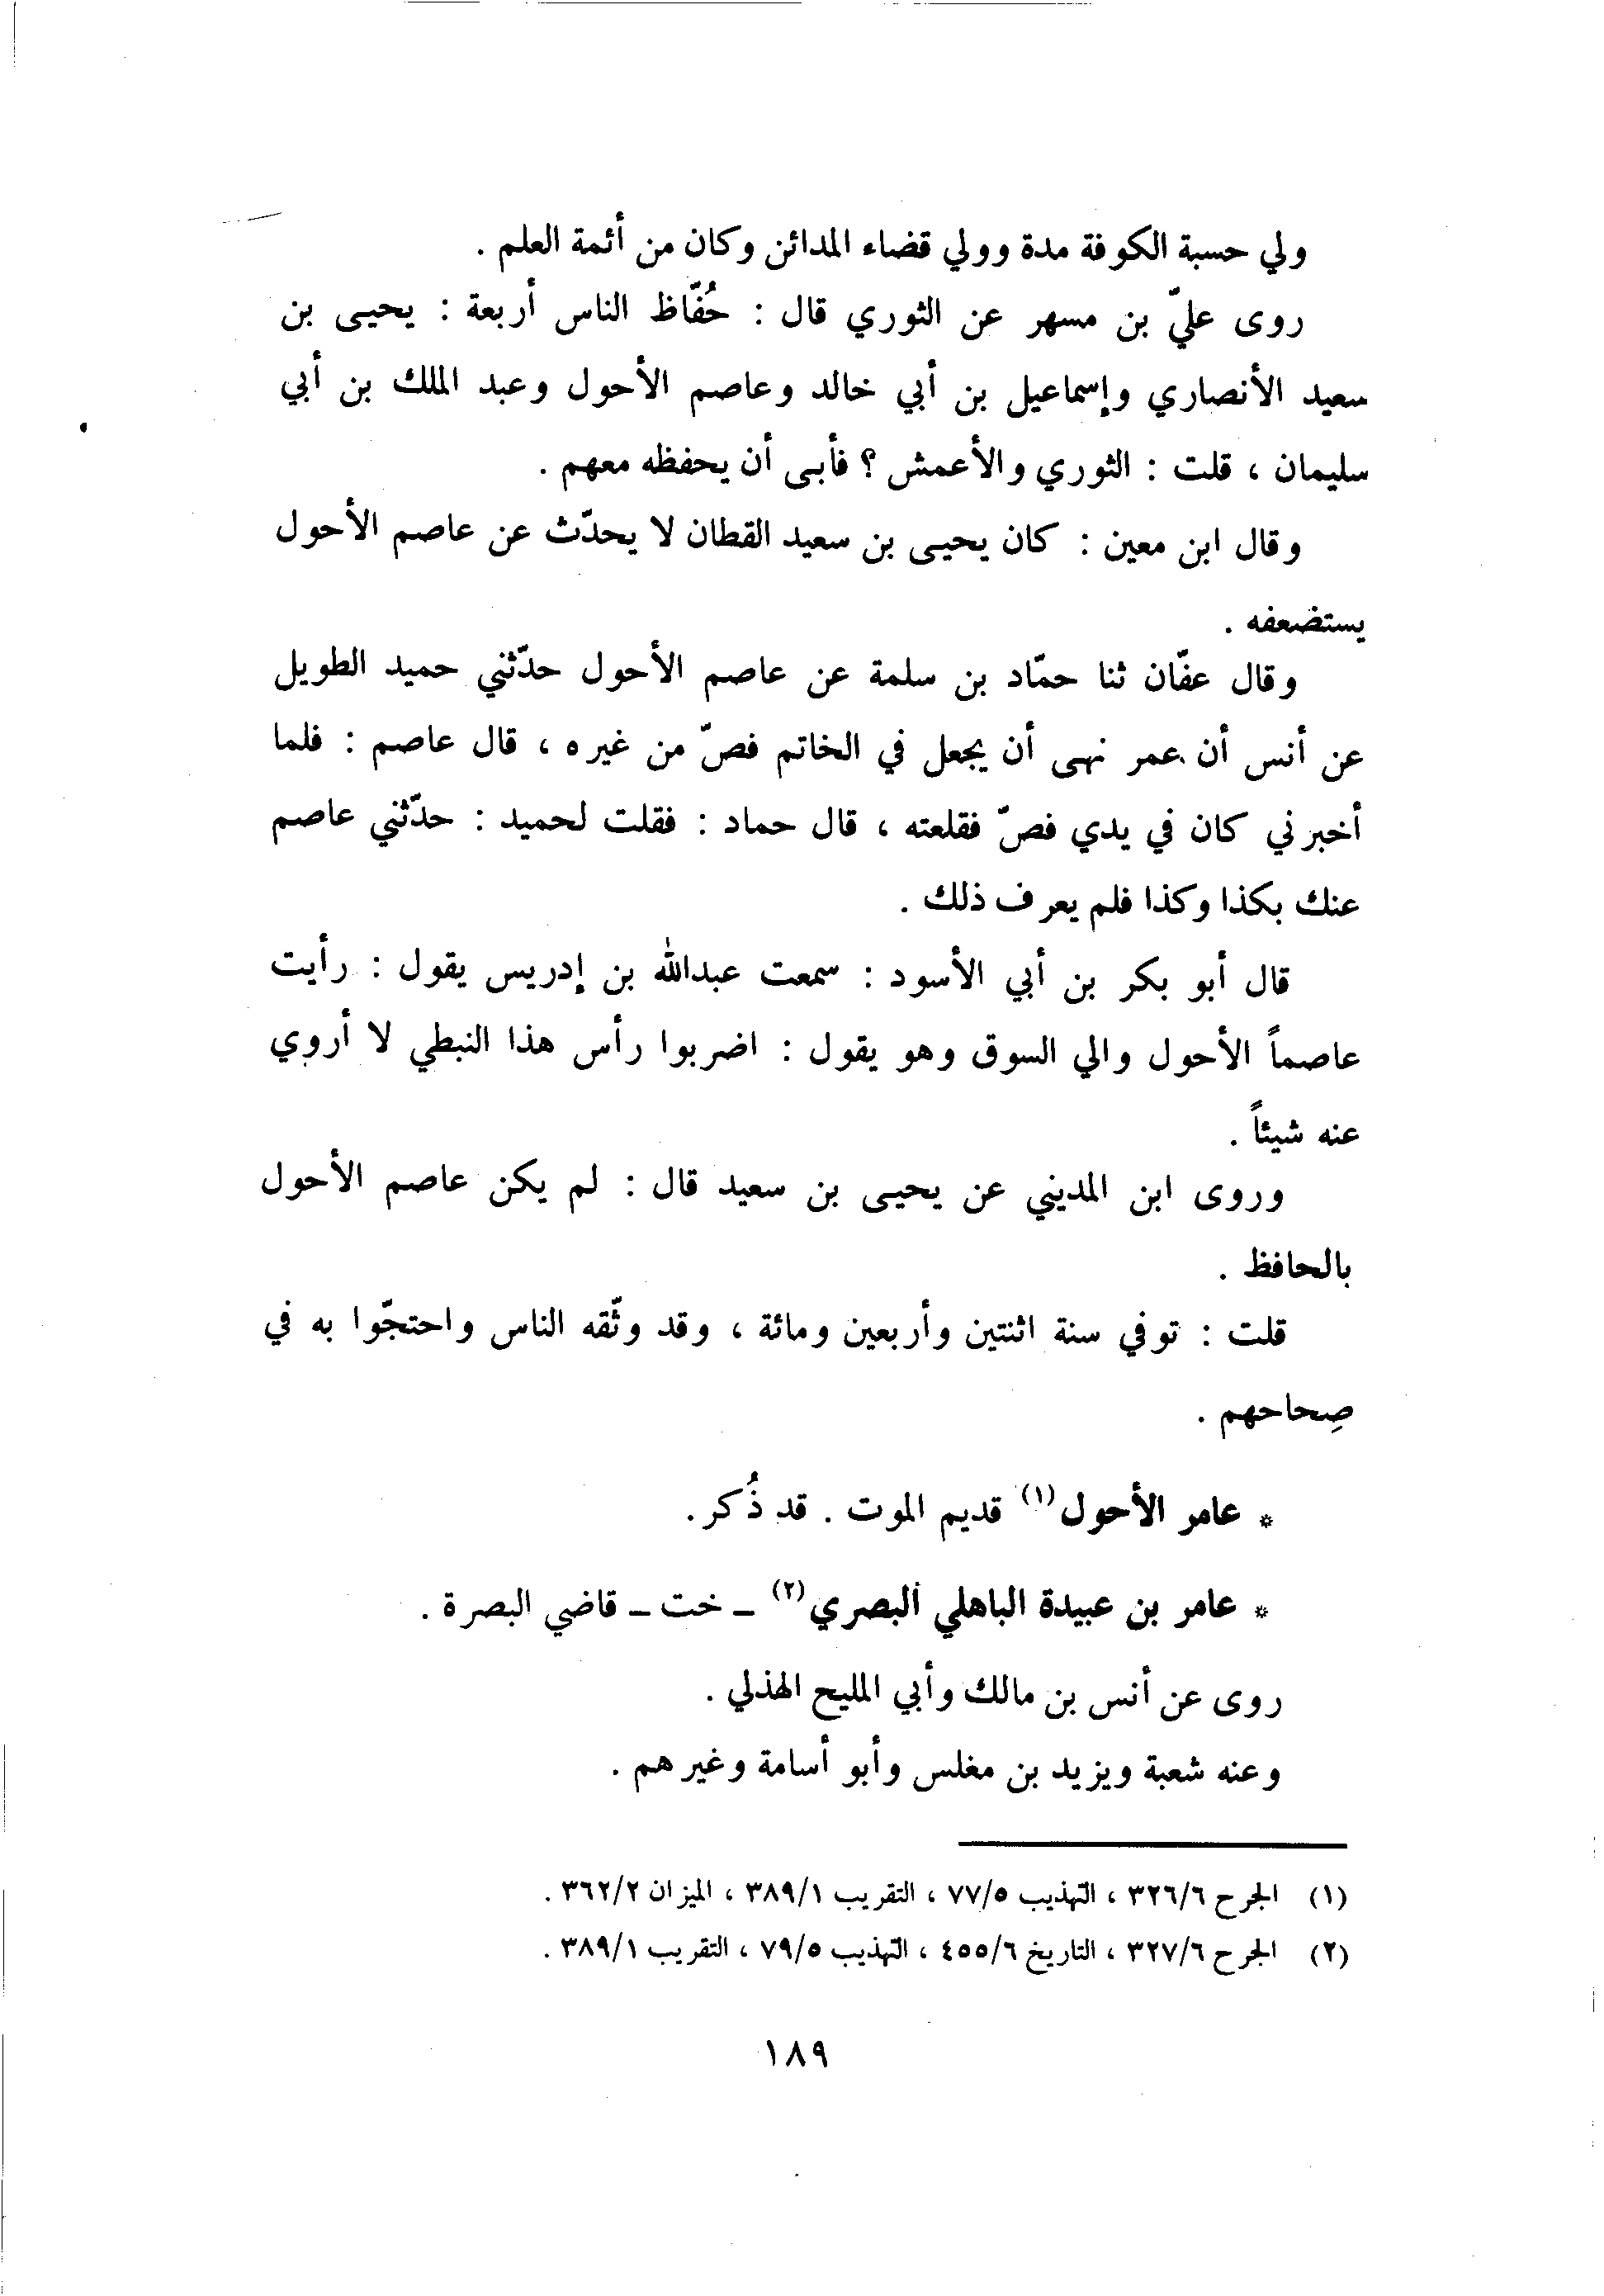 ولي حسبة الكوفة مدة وولي قضاء المدائن وكان من أئمة العلم .
روى عليّ بن مسهر عن الثوري قال : حُفّاظ الناس أربعة : يحيى بن
سعيد الأنصاري وإسماعيل بن أبي خالد وعاصم الأحول وعبد الملك بن أبي
سليمان ، قلت : الثوري والأعمش ؟ فأبى أن يحفظه معهم .
وقال ابن معين : كان يحيى بن سعيد القطان لا يحدّث عن عاصم الأحول
يستضعفه .
وقال عفّان ثنا حمّاد بن سلمة عن عاصم الأحول حدّثني حميد الطويل
عن أنس أن عمر نهى أن يجعل في الخاتم فصّ من غيره ، قال عاصم : فلما
أخبرني كان في يدي فصّ فقلعته ، قال حماد : فقلت لحميد : حدّثني عاصم
عنك بكذا وكذا فلم يعرف ذلك .
قال أبو بكر بن أبي الأسود : سمعت عبدالله بن إدريس يقول : رأيت
عاصماً الأحول والي السوق وهو يقول : اضربوا رأس هذا النبطي لا أروي
عنه شيئاً .
وروى ابن المديني عن يحيى بن سعيد قال : لم يكن عاصم الأحول
بالحافظ .
قلت : توفي سنة اثنتين وأربعين ومائة ، وقد وثّقه الناس واحتجّوا به في
صِحاحهم .
* عامر الأحول(١) قديم الموت . قد ذُكر.
* عامر بن عبيدة الباهلي البصري(٢) ـ خت ـ قاضي البصرة .
روى عن أنس بن مالك وأبي المليح الهذلي .
وعنه شعبة ويزيد بن مغلس وأبو أسامة وغيرهم .
(١) الجرح ٣٢٦/٦ ، التهذيب ٧٧/٥ ، التقريب ٣٨٩/١ ، الميزان ٣٦٢/٢ .
(٢) الجرح ٣٢٧/٦ ، التاريخ ٤٥٥/٦ ، التهذيب ٧٩/٥ ، التقريب ٣٨٩/١ .
١٨٩